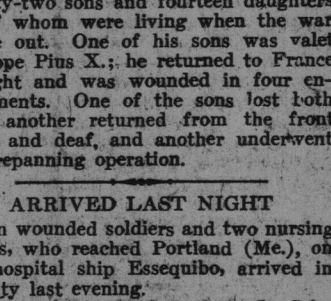 ty-two sons and fourteen daughters
whom were living when the war
out. One of his sons was valet
ope Pius X.; he returned to France
ght and was wounded in four en-
ments. One of the sons lost both
another returned from the front
and deaf, and another underwent
repanning operation.
ARRIVED LAST NIGHT
n wounded soldiers and two nursing
s, who reached Portland (Me.), on
hospital ship Essequibo, arrived in
ty last evening.